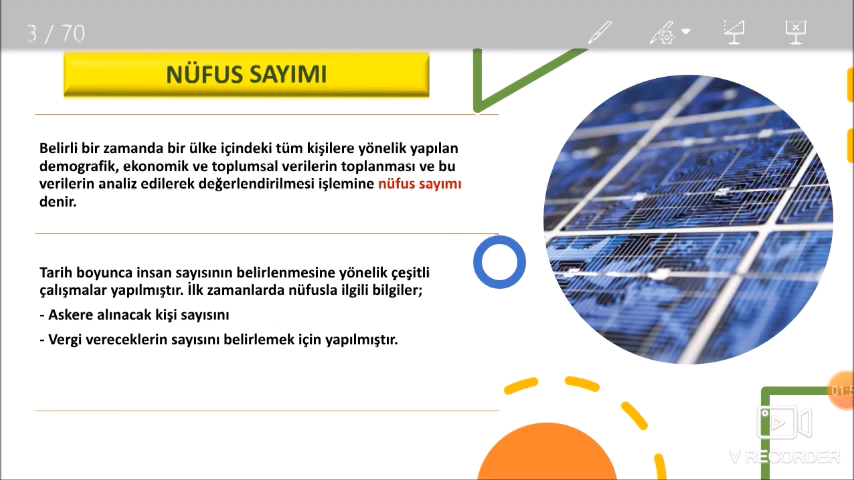 3 / 70
NÜFUS SAYIMI
Belirli bir zamanda bir ülke içindeki tüm kişilere yönelik yapılan
demografik, ekonomik ve toplumsal verilerin toplanması ve bu
verilerin analiz edilerek değerlendirilmesi işlemine nüfus sayımı
denir.
Tarih boyunca insan sayısının belirlenmesine yönelik çeşitli
çalışmalar yapılmıştır. İlk zamanlarda nüfusla ilgili bilgiler;
- Askere alınacak kişi sayısını
- Vergi vereceklerin sayısını belirlemek için yapılmıştır.
V RECORDER